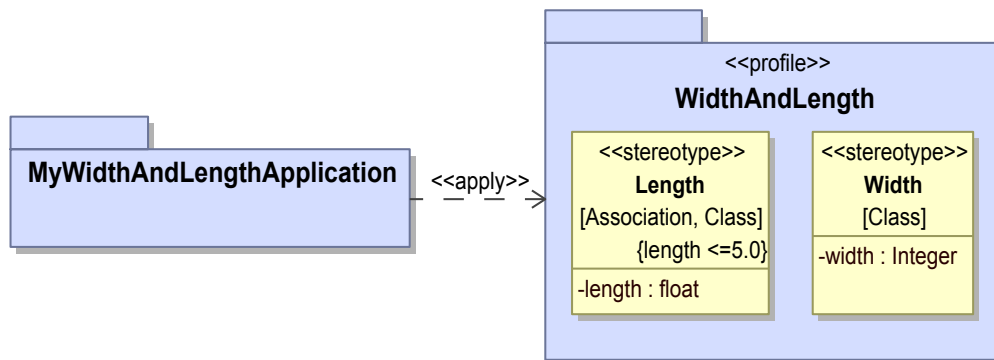 MyWidthAndLengthApplication
<<apply>>
<<profile>>
WidthAndLength
<<stereotype>>
Length
[Association, Class]
{length <=5.0}
-length : float
<<stereotype>>
Width
[Class]
-width : Integer